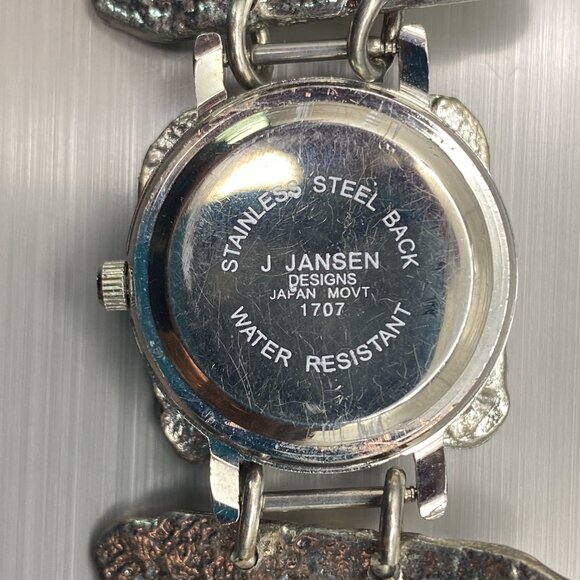 STAINLESS STEEL BACK
J JANSEN
DESIGNS
JAPAN MOVT
1707
WATER RESISTANT